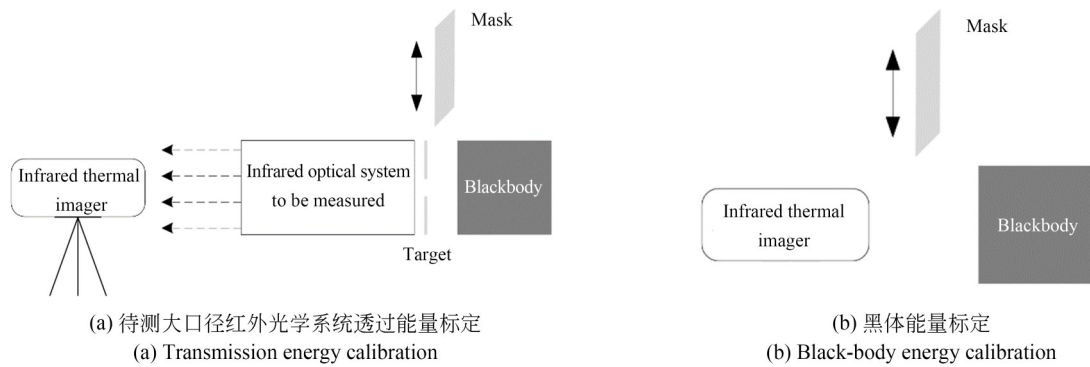 Mask
Infrared thermal
imager
Infrared optical system
to be measured
Blackbody
Target
(a) 待测大口径红外光学系统透过能量标定
(a) Transmission energy calibration
Mask
Infrared thermal
imager
Blackbody
(b) 黑体能量标定
(b) Black-body energy calibration